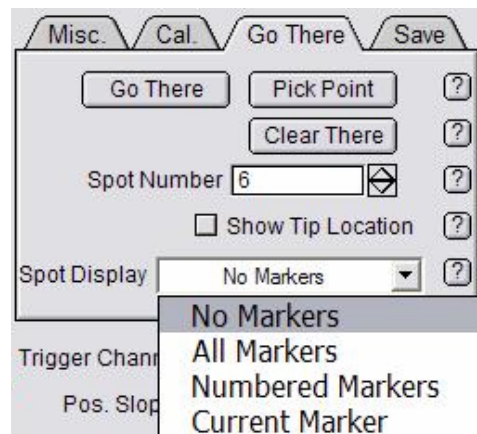 Misc. Cal. Go There Save
Go There Pick Point ?
Clear There ?
Spot Number 6 ?
Show Tip Location ?
Spot Display No Markers ?
No Markers
Trigger Chann All Markers
Numbered Markers
Pos. Slop Current Marker